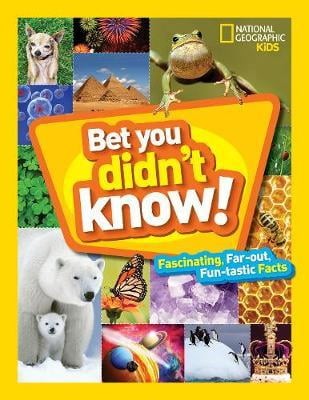 NATIONAL
GEOGRAPHIC
KiDS
Bet you
didn't
know!
Fascinating, Far-out,
Fun-tastic Facts